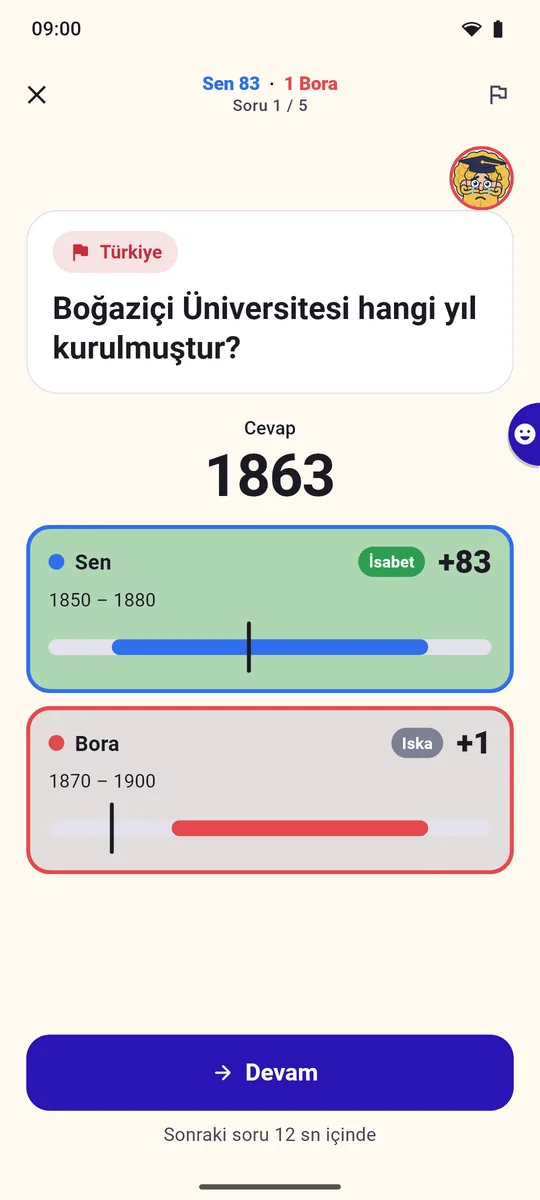 09:00
Sen 83 · 1 Bora
Soru 1 / 5
Türkiye
Boğaziçi Üniversitesi hangi yıl
kurulmuştur?
Cevap
1863
Sen İsabet +83
1850 – 1880
Bora Iska +1
1870 – 1900
Devam
Sonraki soru 12 sn içinde